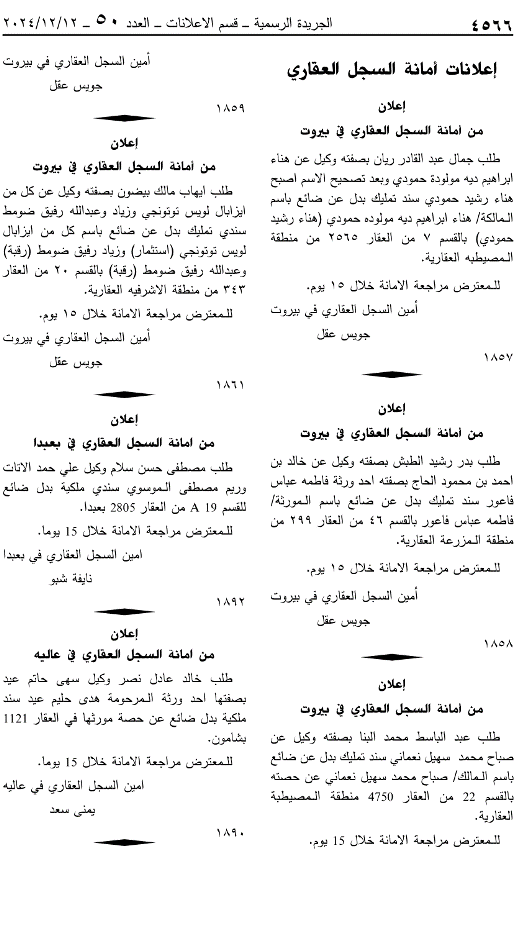 ٤٥٦٦
الجريدة الرسمية – قسم الاعلانات – العدد ٥٠ – ٢٠٢٤/١٢/١٢
إعلانات أمانة السجل العقاري
إعلان
من أمانة السجل العقاري في بيروت
طلب جمال عبد القادر ريان بصفته وكيل عن هناء
ابراهيم ديه مولودة حمودي وبعد تصحيح الاسم اصبح
هناء رشيد حمودي سند تمليك بدل عن ضائع باسم
المالكة/ هناء ابراهيم ديه مولوده حمودي (هناء رشيد
حمودي) بالقسم ٧ من العقار ٢٥٦٥ من منطقة
المصيطبه العقارية.
للمعترض مراجعة الامانة خلال ١٥ يوم.
أمين السجل العقاري في بيروت
جويس عقل
١٨٥٧
إعلان
من أمانة السجل العقاري في بيروت
طلب بدر رشيد الطبش بصفته وكيل عن خالد بن
احمد بن محمود الحاج بصفته احد ورثة فاطمه عباس
فاعور سند تمليك بدل عن ضائع باسم المورثة/
فاطمه عباس فاعور بالقسم ٤٦ من العقار ٢٩٩ من
منطقة المزرعة العقارية.
للمعترض مراجعة الامانة خلال ١٥ يوم.
أمين السجل العقاري في بيروت
جويس عقل
١٨٥٨
إعلان
من أمانة السجل العقاري في بيروت
طلب عبد الباسط محمد البنا بصفته وكيل عن
صباح محمد سهيل نعماني سند تمليك بدل عن ضائع
باسم المالك/ صباح محمد سهيل نعماني عن حصته
بالقسم 22 من العقار 4750 منطقة المصيطبة
العقارية.
للمعترض مراجعة الامانة خلال 15 يوم.
أمين السجل العقاري في بيروت
جويس عقل
١٨٥٩
إعلان
من أمانة السجل العقاري في بيروت
طلب ايهاب مالك بيضون بصفته وكيل عن كل من
ايزابال لويس توتونجي وزياد وعبدالله رفيق ضومط
سندي تمليك بدل عن ضائع باسم كل من ايزابال
لويس توتونجي (استثمار) وزياد رفيق ضومط (رقبة)
وعبدالله رفيق ضومط (رقبة) بالقسم ٢٠ من العقار
٣٤٣ من منطقة الاشرفيه العقارية.
للمعترض مراجعة الامانة خلال ١٥ يوم.
أمين السجل العقاري في بيروت
جويس عقل
١٨٦١
إعلان
من امانة السجل العقاري في بعبدا
طلب مصطفى حسن سلام وكيل علي حمد الاتات
وريم مصطفى الموسوي سندي ملكية بدل ضائع
للقسم A 19 من العقار 2805 بعبدا.
للمعترض مراجعة الامانة خلال 15 يوما.
امين السجل العقاري في بعبدا
نايفة شبو
١٨٩٢
إعلان
من امانة السجل العقاري في عاليه
طلب خالد عادل نصر وكيل سهى حاتم عيد
بصفتها احد ورثة المرحومة هدى حليم عيد سند
ملكية بدل ضائع عن حصة مورثها في العقار 1121
بشامون.
للمعترض مراجعة الامانة خلال 15 يوما.
امين السجل العقاري في عاليه
يمنى سعد
١٨٩٠